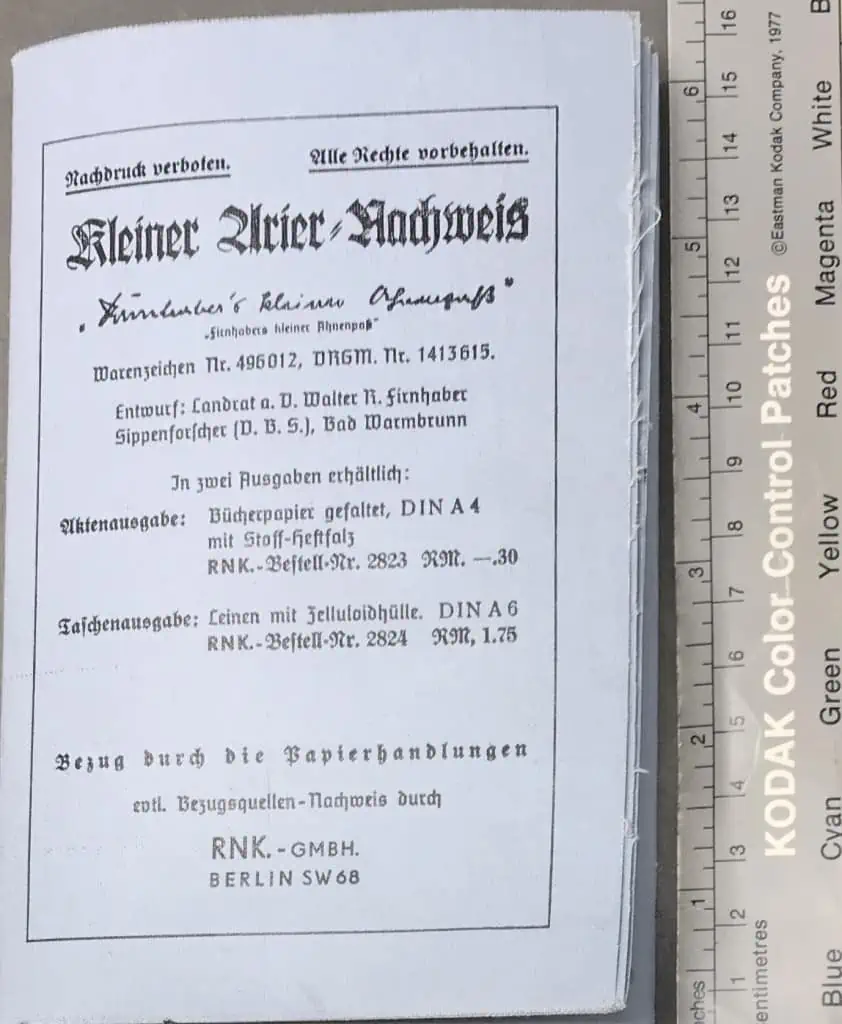 Nachdruck verboten. Alle Rechte vorbehalten.
Kleiner Arier-Nachweis
„Firnhaber's kleiner Ahnenpaß"
„Firnhabers kleiner Ahnenpaß"
Warenzeichen Nr. 496012, DRGM. Nr. 1413615.
Entwurf: Landrat a. D. Walter R. Firnhaber
Sippenforscher (V. B. S.), Bad Warmbrunn
In zwei Ausgaben erhältlich:
Aktenausgabe: Bücherpapier gefaltet, DIN A 4
mit Stoff-Heftfalz
RNK.-Bestell-Nr. 2823 RM. —.30
Taschenausgabe: Leinen mit Zelluloidhülle. DIN A 6
RNK.-Bestell-Nr. 2824 RM, 1.75
Bezug durch die Papierhandlungen
evtl. Bezugsquellen-Nachweis durch
RNK.-GMBH.
BERLIN SW 68
ches 1 2 3 4 5 6
entimetres 1 2 3 4 5 6 7 8 9 10 11 12 13 14 15 16
KODAK Color Control Patches ©Eastman Kodak Company, 1977
Blue Cyan Green Yellow Red Magenta White B